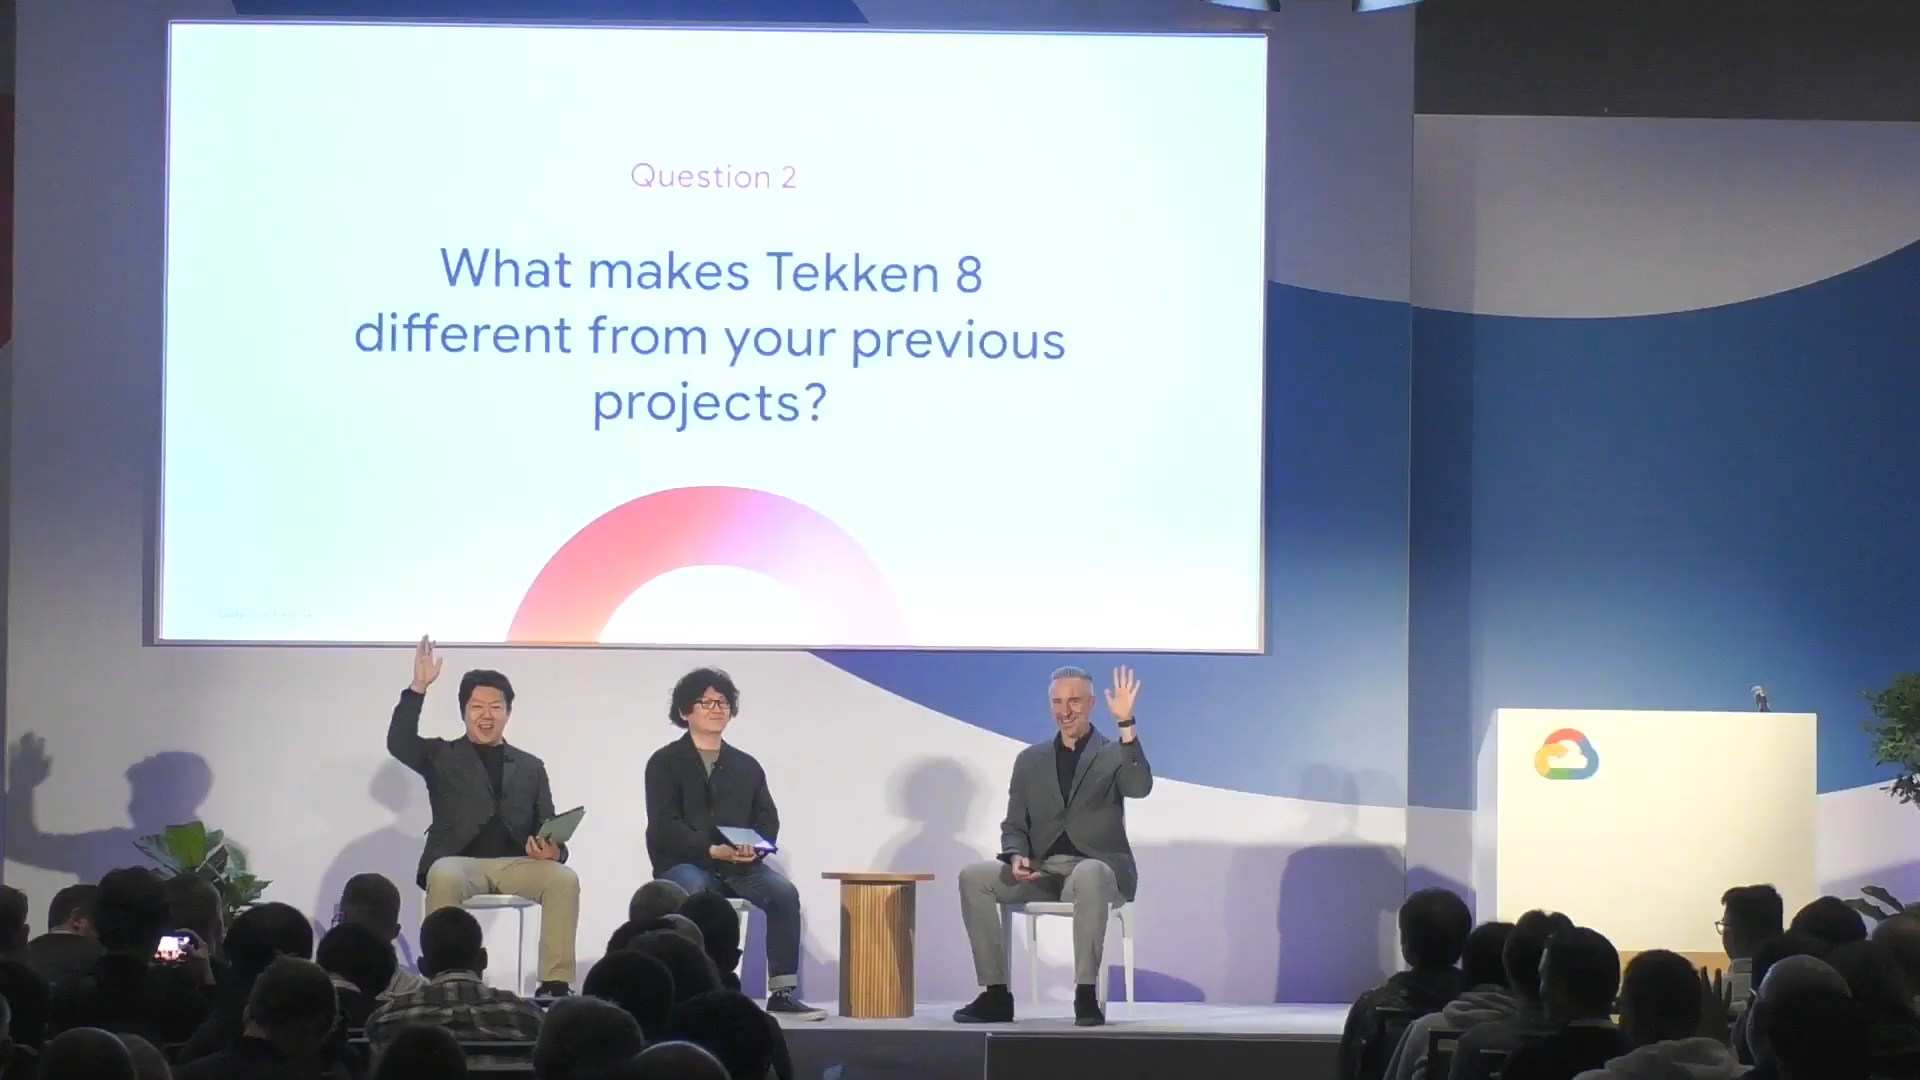 Question 2
What makes Tekken 8
different from your previous
projects?